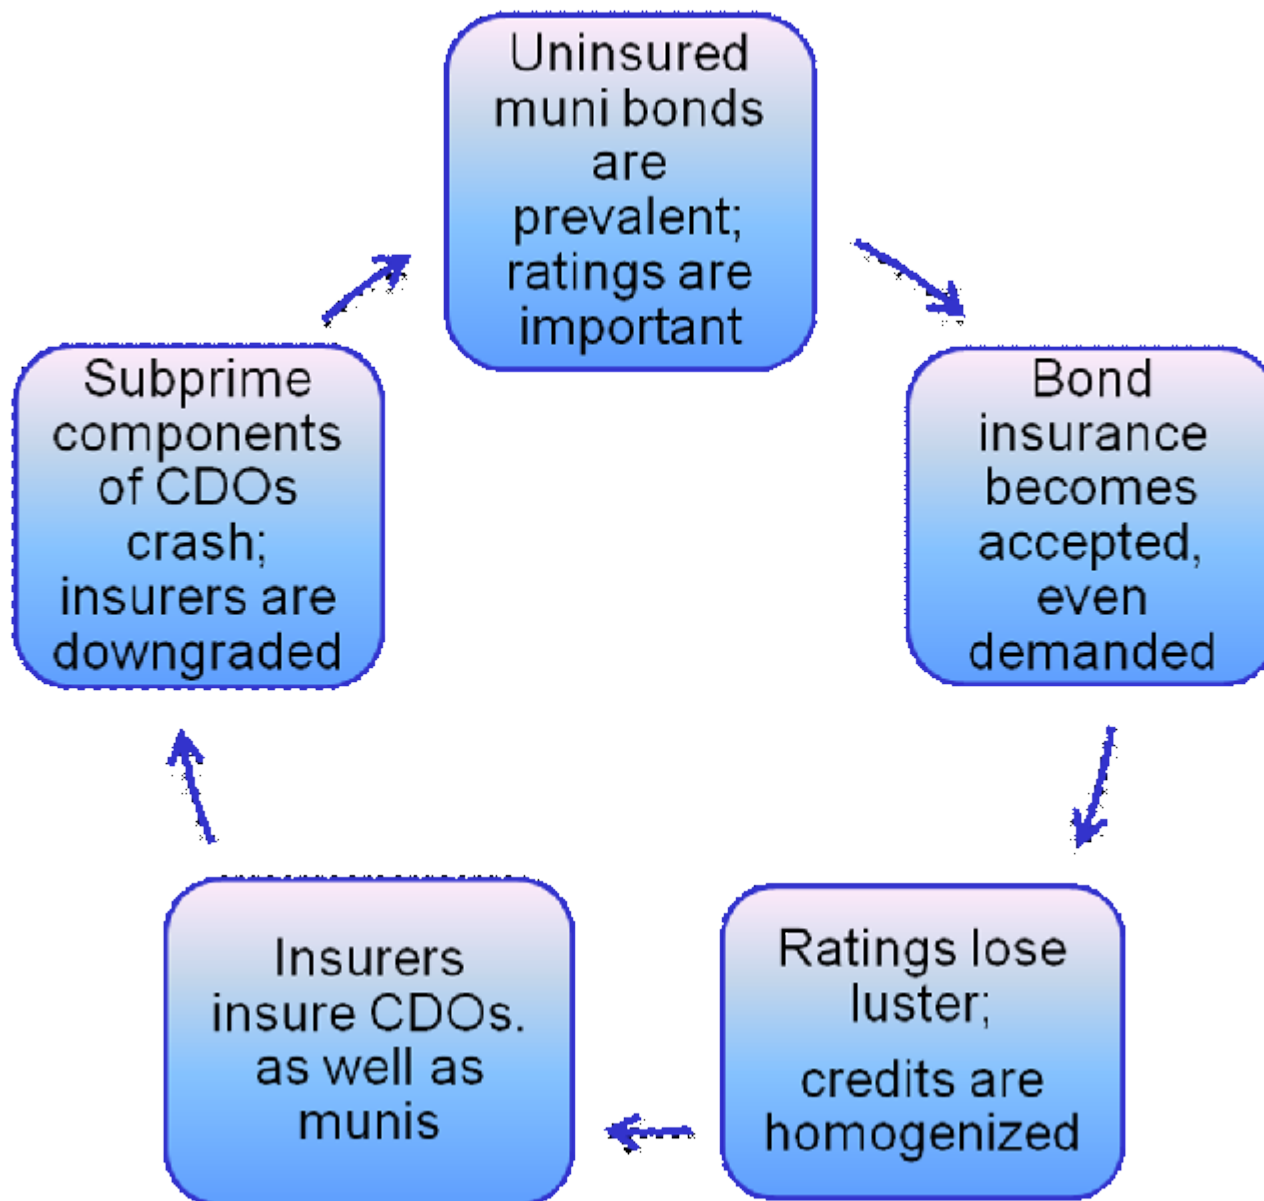 Uninsured
muni bonds
are
prevalent;
ratings are
important
Bond
insurance
becomes
accepted,
even
demanded
Ratings lose
luster;
credits are
homogenized
Insurers
insure CDOs.
as well as
munis
Subprime
components
of CDOs
crash;
insurers are
downgraded